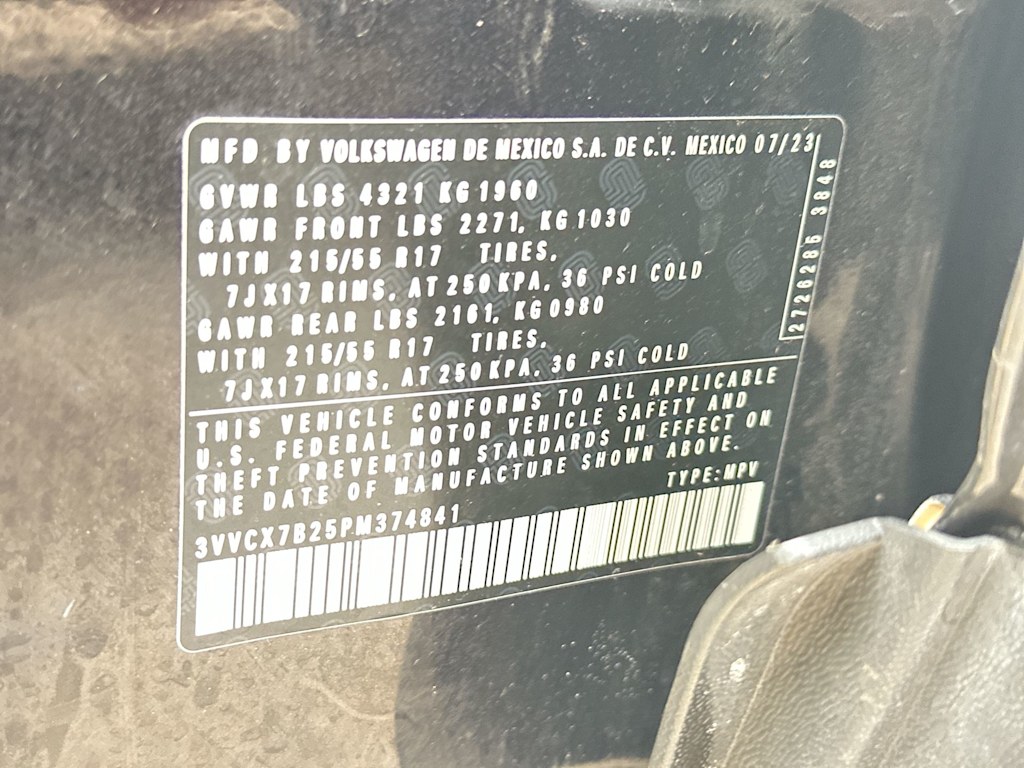 MFD. BY VOLKSWAGEN DE MEXICO S.A. DE C.V. MEXICO 07/23
GVWR LBS 4321 KG 1960
GAWR FRONT LBS 2271, KG 1030
WITH 215/55 R17 TIRES,
7JX17 RIMS, AT 250 KPA, 36 PSI COLD
GAWR REAR LBS 2161, KG 0980
WITH 215/55 R17 TIRES,
7JX17 RIMS, AT 250 KPA, 36 PSI COLD
2726285 3848
THIS VEHICLE CONFORMS TO ALL APPLICABLE
U.S. FEDERAL MOTOR VEHICLE SAFETY AND
THEFT PREVENTION STANDARDS IN EFFECT ON
THE DATE OF MANUFACTURE SHOWN ABOVE.
TYPE: MPV
3VVCX7B25PM374841